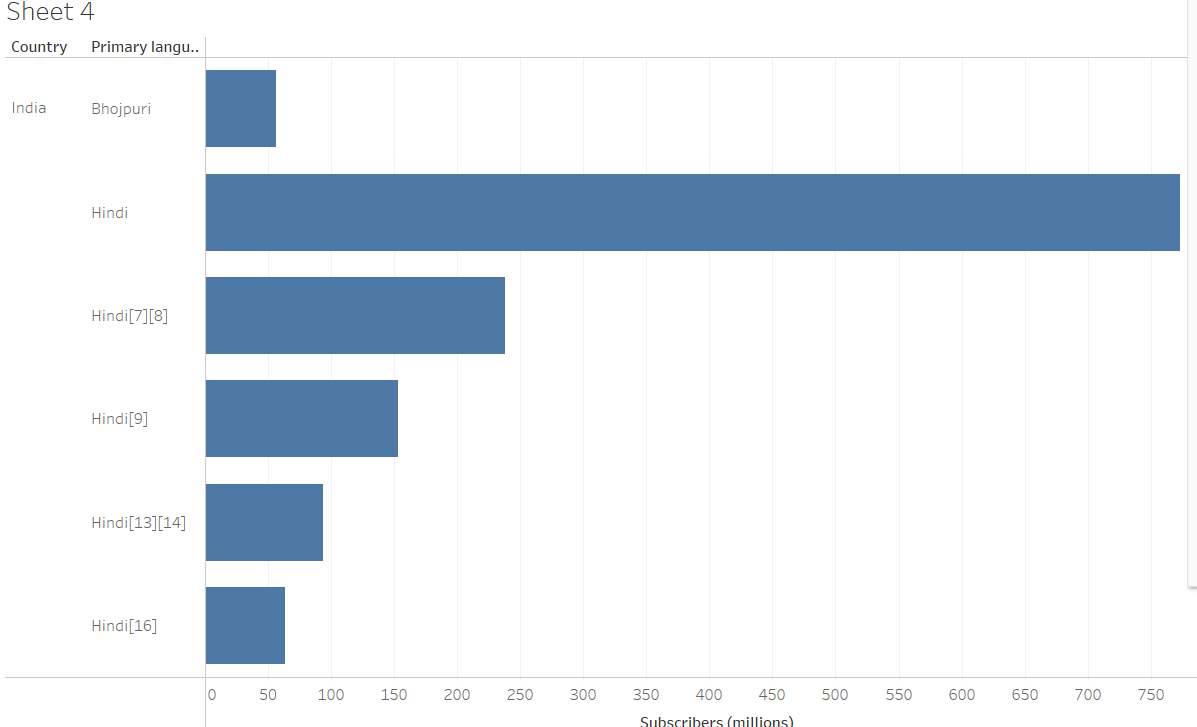 Sheet 4
Country Primary langu..
India Bhojpuri
Hindi
Hindi[7][8]
Hindi[9]
Hindi[13][14]
Hindi[16]
0 50 100 150 200 250 300 350 400 450 500 550 600 650 700 750
Subscribers (millions)